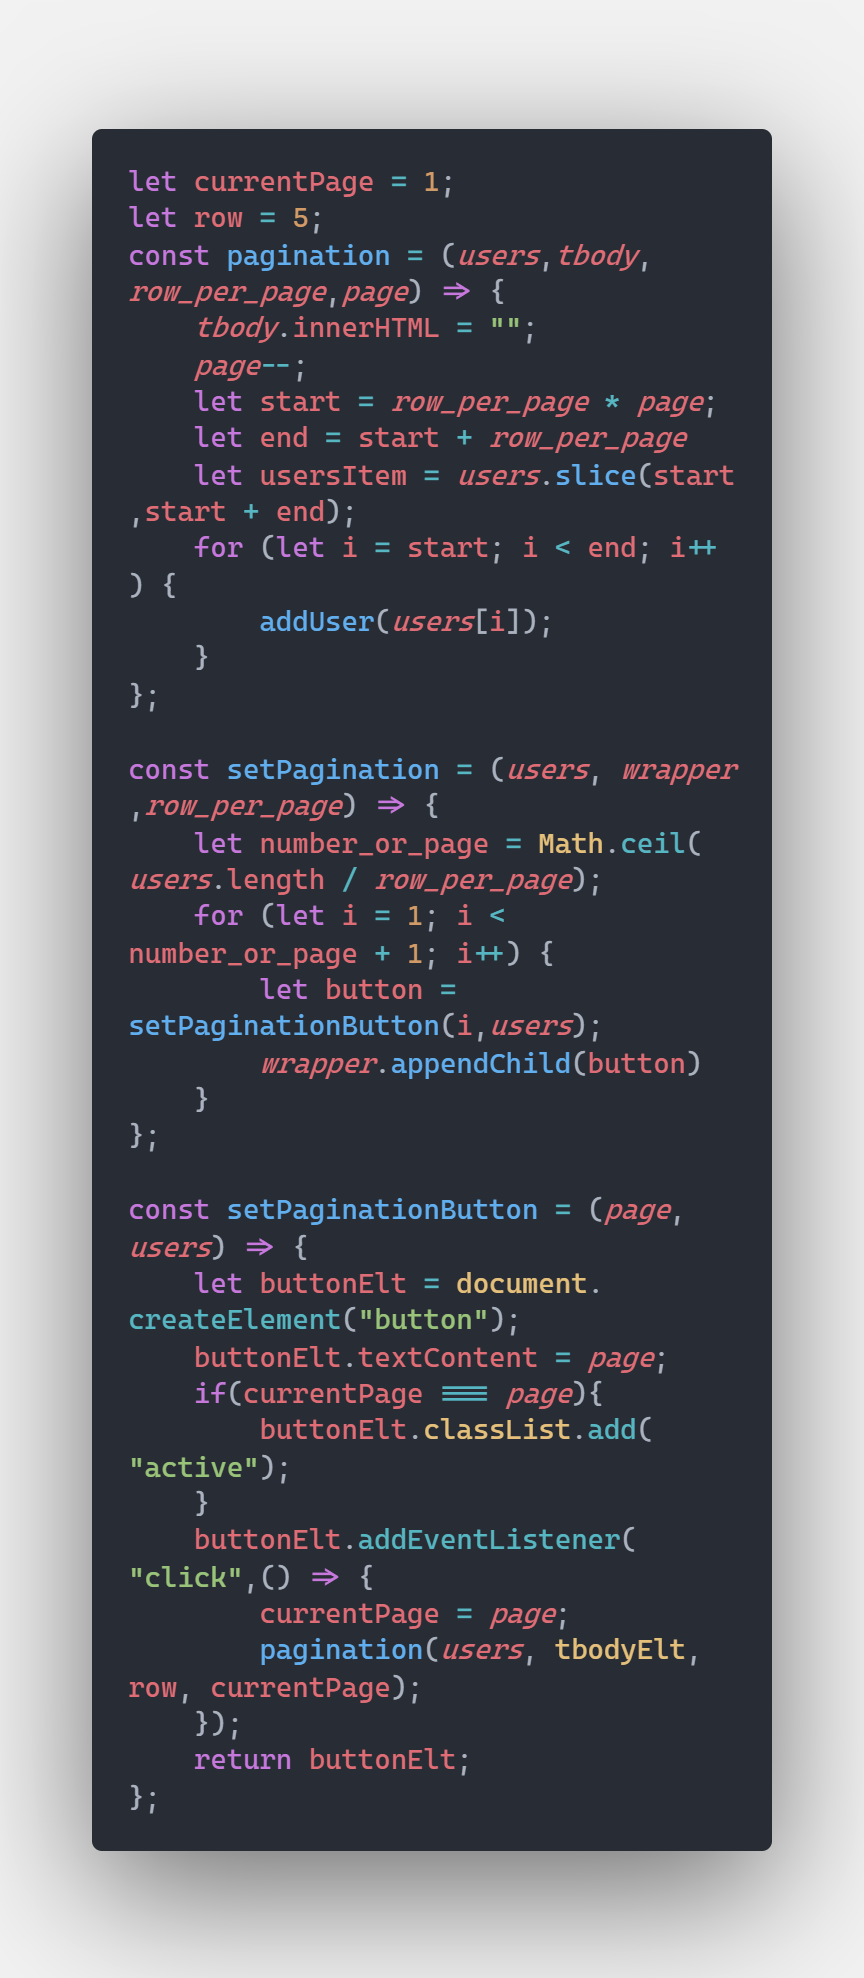 let currentPage = 1;
let row = 5;
const pagination = (users,tbody,
row_per_page,page) => {
    tbody.innerHTML = "";
    page--;
    let start = row_per_page * page;
    let end = start + row_per_page
    let usersItem = users.slice(start
,start + end);
    for (let i = start; i < end; i++
) {
        addUser(users[i]);
    }
};

const setPagination = (users, wrapper
,row_per_page) => {
    let number_or_page = Math.ceil(
users.length / row_per_page);
    for (let i = 1; i <
number_or_page + 1; i++) {
        let button =
setPaginationButton(i,users);
        wrapper.appendChild(button)
    }
};

const setPaginationButton = (page,
users) => {
    let buttonElt = document.
createElement("button");
    buttonElt.textContent = page;
    if(currentPage === page){
        buttonElt.classList.add(
"active");
    }
    buttonElt.addEventListener(
"click",() => {
        currentPage = page;
        pagination(users, tbodyElt,
row, currentPage);
    });
    return buttonElt;
};